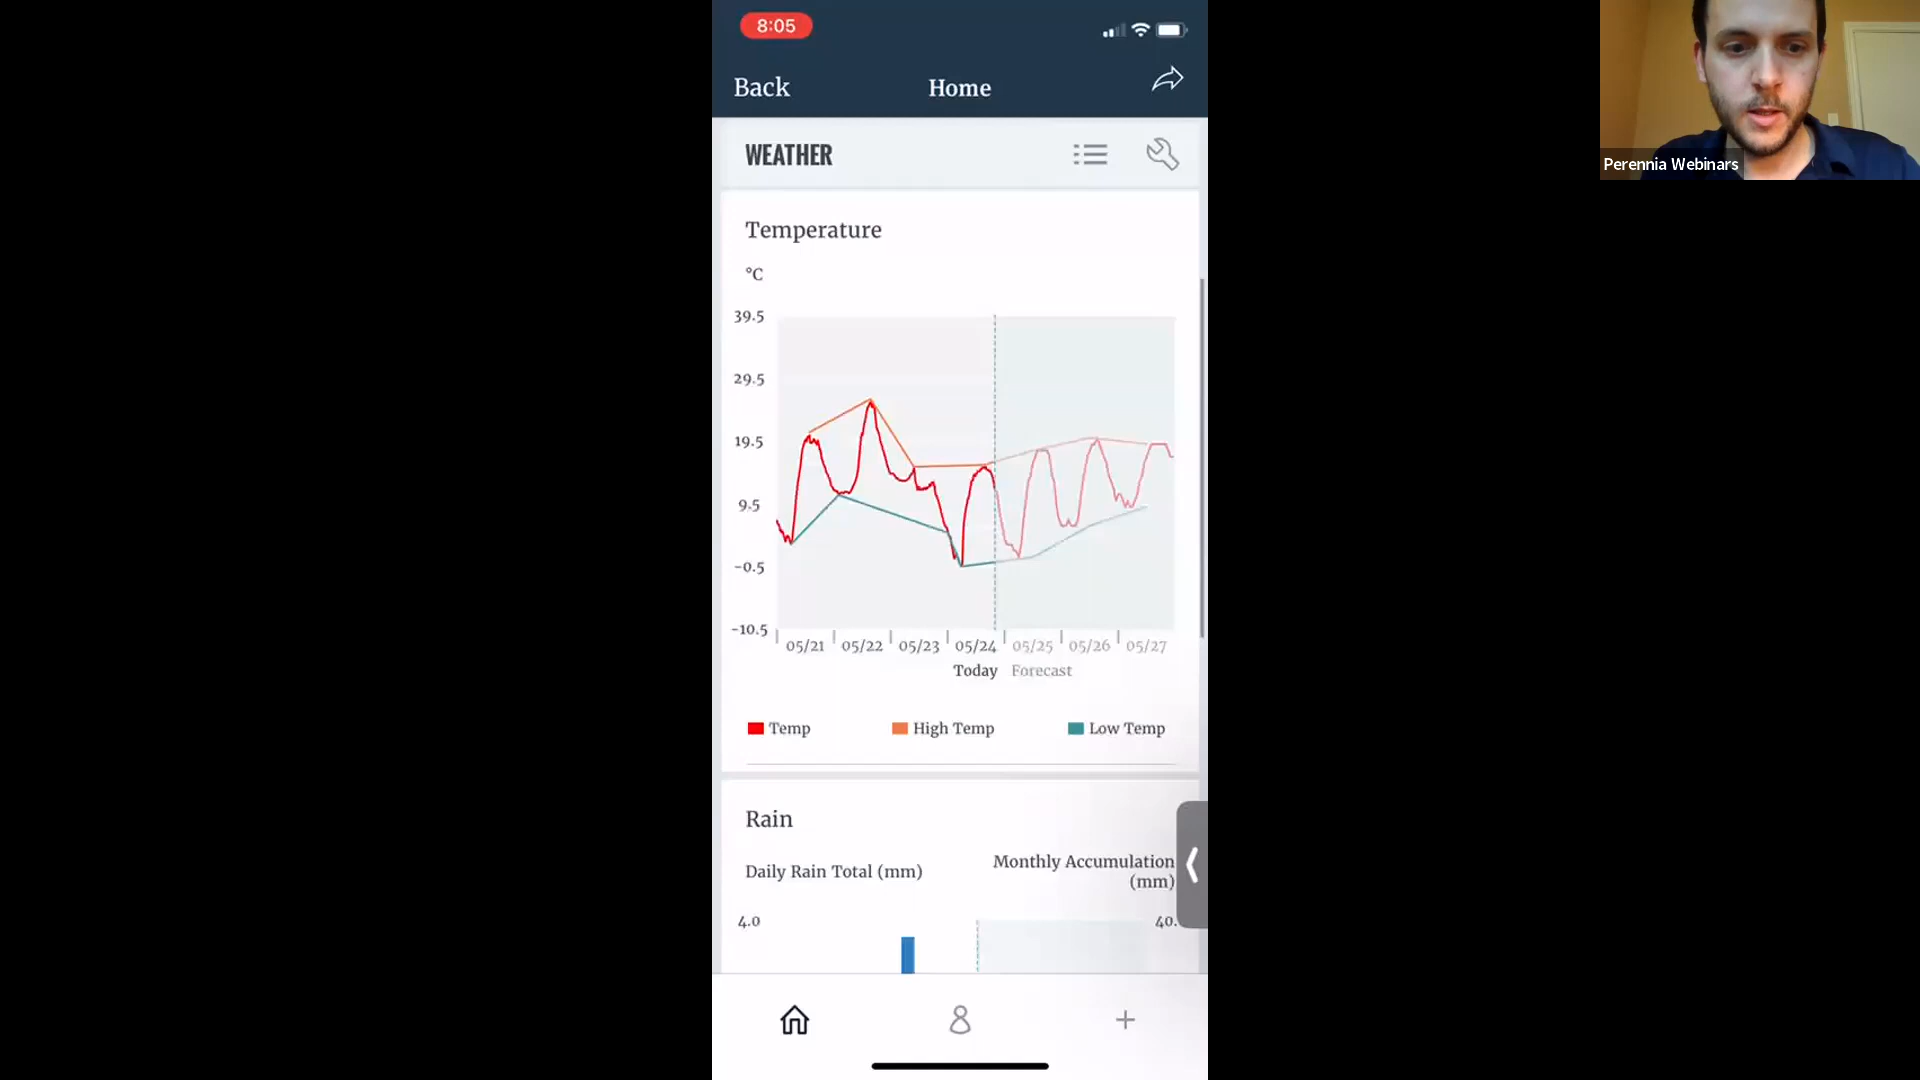 8:05
Back
Home
WEATHER
Temperature
°C
39.5
29.5
19.5
9.5
-0.5
-10.5
05/21 05/22 05/23 05/24 05/25 05/26 05/27
Today Forecast
Temp High Temp Low Temp
Rain
Daily Rain Total (mm)
Monthly Accumulation
(mm)
4.0
40.
Perennia Webinars